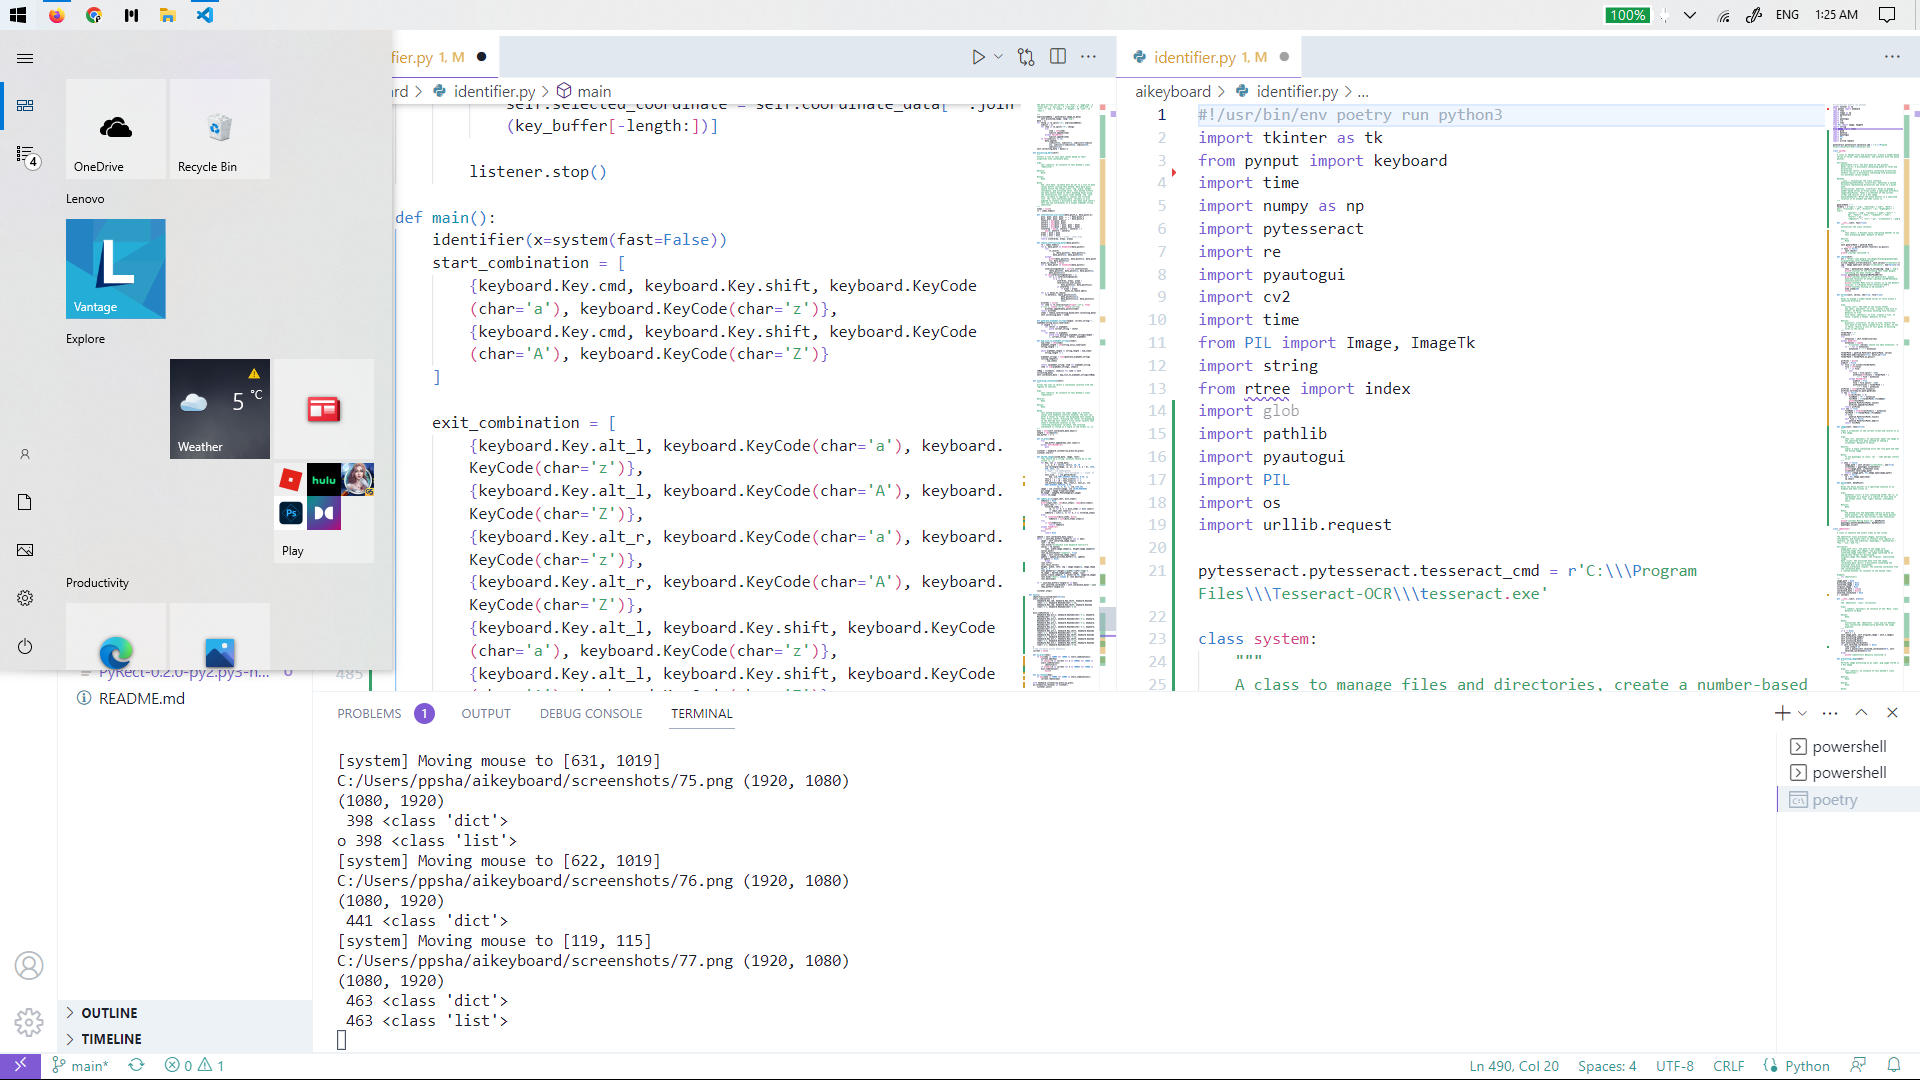 100%
ENG
1:25 AM
OneDrive
Recycle Bin
4
Lenovo
L
Vantage
Explore
5 °C
Weather
hulu
Ps
Play
Productivity
README.md
OUTLINE
TIMELINE
fier.py 1, M
rd > identifier.py > main
(key_buffer[-length:])]
listener.stop()
def main():
identifier(x=system(fast=False))
start_combination = [
{keyboard.Key.cmd, keyboard.Key.shift, keyboard.KeyCode
(char='a'), keyboard.KeyCode(char='z')},
{keyboard.Key.cmd, keyboard.Key.shift, keyboard.KeyCode
(char='A'), keyboard.KeyCode(char='Z')}
]
exit_combination = [
{keyboard.Key.alt_l, keyboard.KeyCode(char='a'), keyboard.
KeyCode(char='z')},
{keyboard.Key.alt_l, keyboard.KeyCode(char='A'), keyboard.
KeyCode(char='Z')},
{keyboard.Key.alt_r, keyboard.KeyCode(char='a'), keyboard.
KeyCode(char='z')},
{keyboard.Key.alt_r, keyboard.KeyCode(char='A'), keyboard.
KeyCode(char='Z')},
{keyboard.Key.alt_l, keyboard.Key.shift, keyboard.KeyCode
(char='a'), keyboard.KeyCode(char='z')},
485
{keyboard.Key.alt_l, keyboard.Key.shift, keyboard.KeyCode
identifier.py 1, M
aikeyboard > identifier.py > ...
1 #!/usr/bin/env poetry run python3
2 import tkinter as tk
3 from pynput import keyboard
4 import time
5 import numpy as np
6 import pytesseract
7 import re
8 import pyautogui
9 import cv2
10 import time
11 from PIL import Image, ImageTk
12 import string
13 from rtree import index
14 import glob
15 import pathlib
16 import pyautogui
17 import PIL
18 import os
19 import urllib.request
20
21 pytesseract.pytesseract.tesseract_cmd = r'C:\\\Program
Files\\\Tesseract-OCR\\\tesseract.exe'
22
23 class system:
24 """
25 A class to manage files and directories, create a number-based
PROBLEMS 1 OUTPUT DEBUG CONSOLE TERMINAL
[system] Moving mouse to [631, 1019]
C:/Users/ppsha/aikeyboard/screenshots/75.png (1920, 1080)
(1080, 1920)
398 <class 'dict'>
o 398 <class 'list'>
[system] Moving mouse to [622, 1019]
C:/Users/ppsha/aikeyboard/screenshots/76.png (1920, 1080)
(1080, 1920)
441 <class 'dict'>
[system] Moving mouse to [119, 115]
C:/Users/ppsha/aikeyboard/screenshots/77.png (1920, 1080)
(1080, 1920)
463 <class 'dict'>
463 <class 'list'>
powershell
powershell
poetry
main* 0 1
Ln 490, Col 20 Spaces: 4 UTF-8 CRLF Python